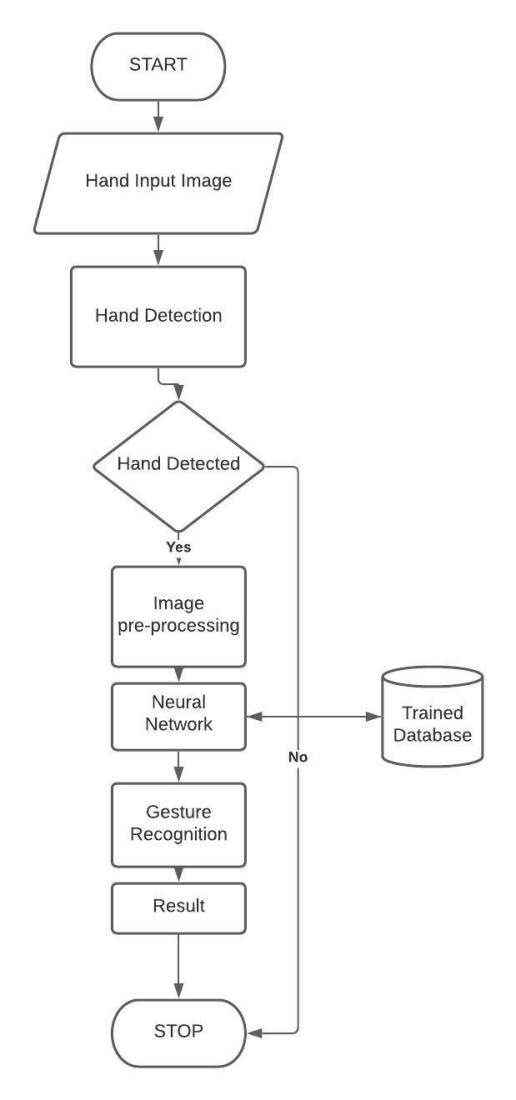 START
Hand Input Image
Hand Detection
Hand Detected
Yes
Image
pre-processing
Neural
Network
Trained
Database
No
Gesture
Recognition
Result
STOP